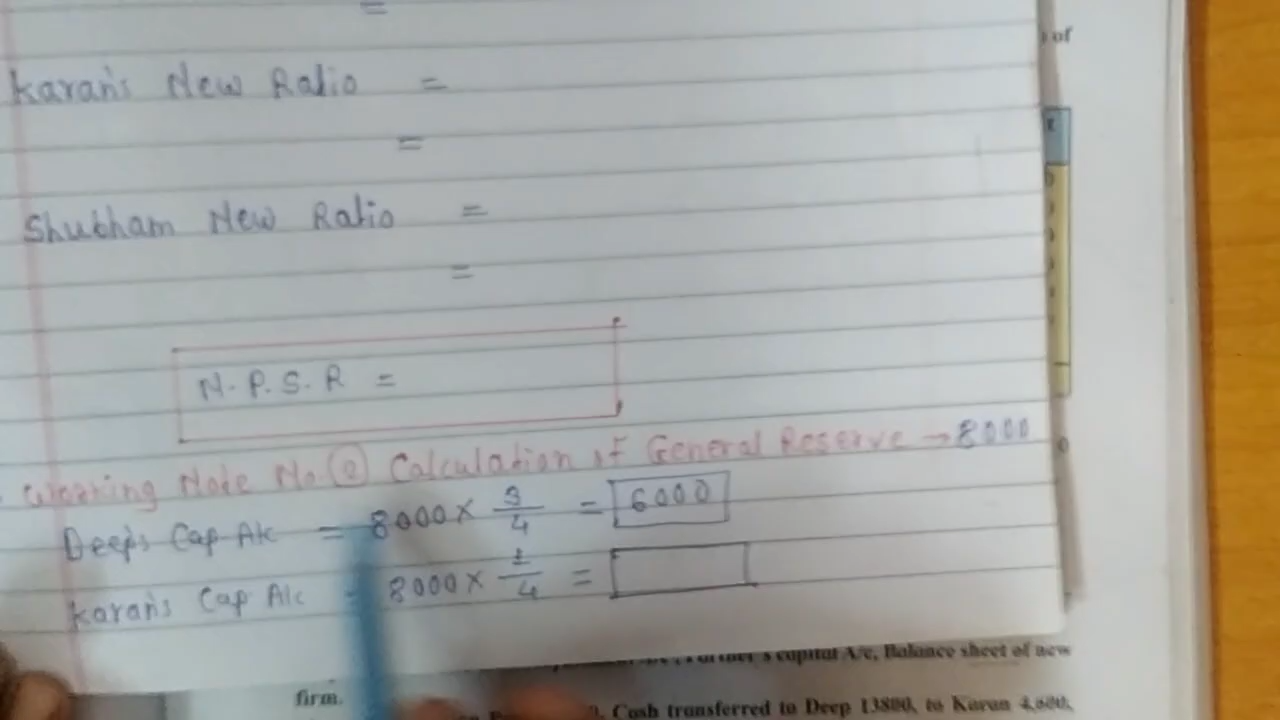 =
Karan's New Ratio =
=
Shubham New Ratio =
=
N.P.S.R =
Working Note No. (2) Calculation of General Reserve → 8000
Deep's Cap A/c = 8000 × 3/4 = 6000
Karan's Cap A/c = 8000 × 1/4 =
of
capital A/c, Balance sheet of new
firm.
Cash transferred to Deep 13800, to Karan 4,600,